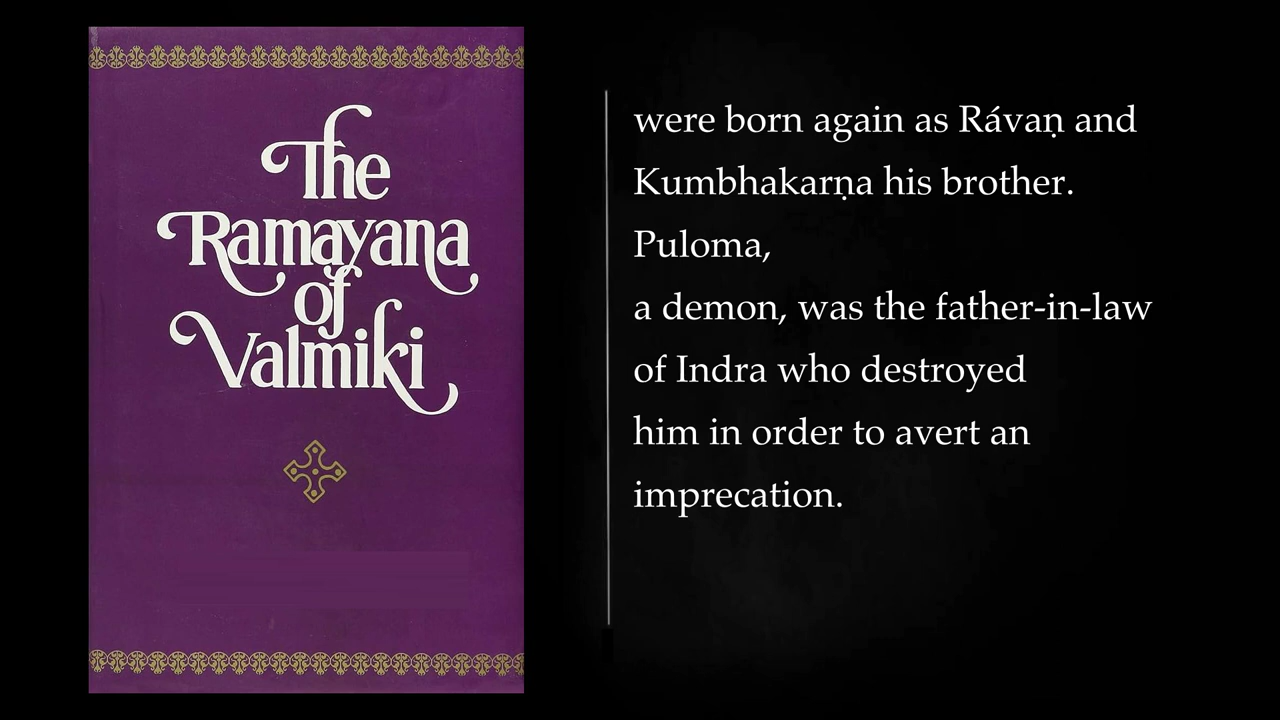 The
Ramayana
of
Valmiki
were born again as Rávaṇ and
Kumbhakarṇa his brother.
Puloma,
a demon, was the father-in-law
of Indra who destroyed
him in order to avert an
imprecation.